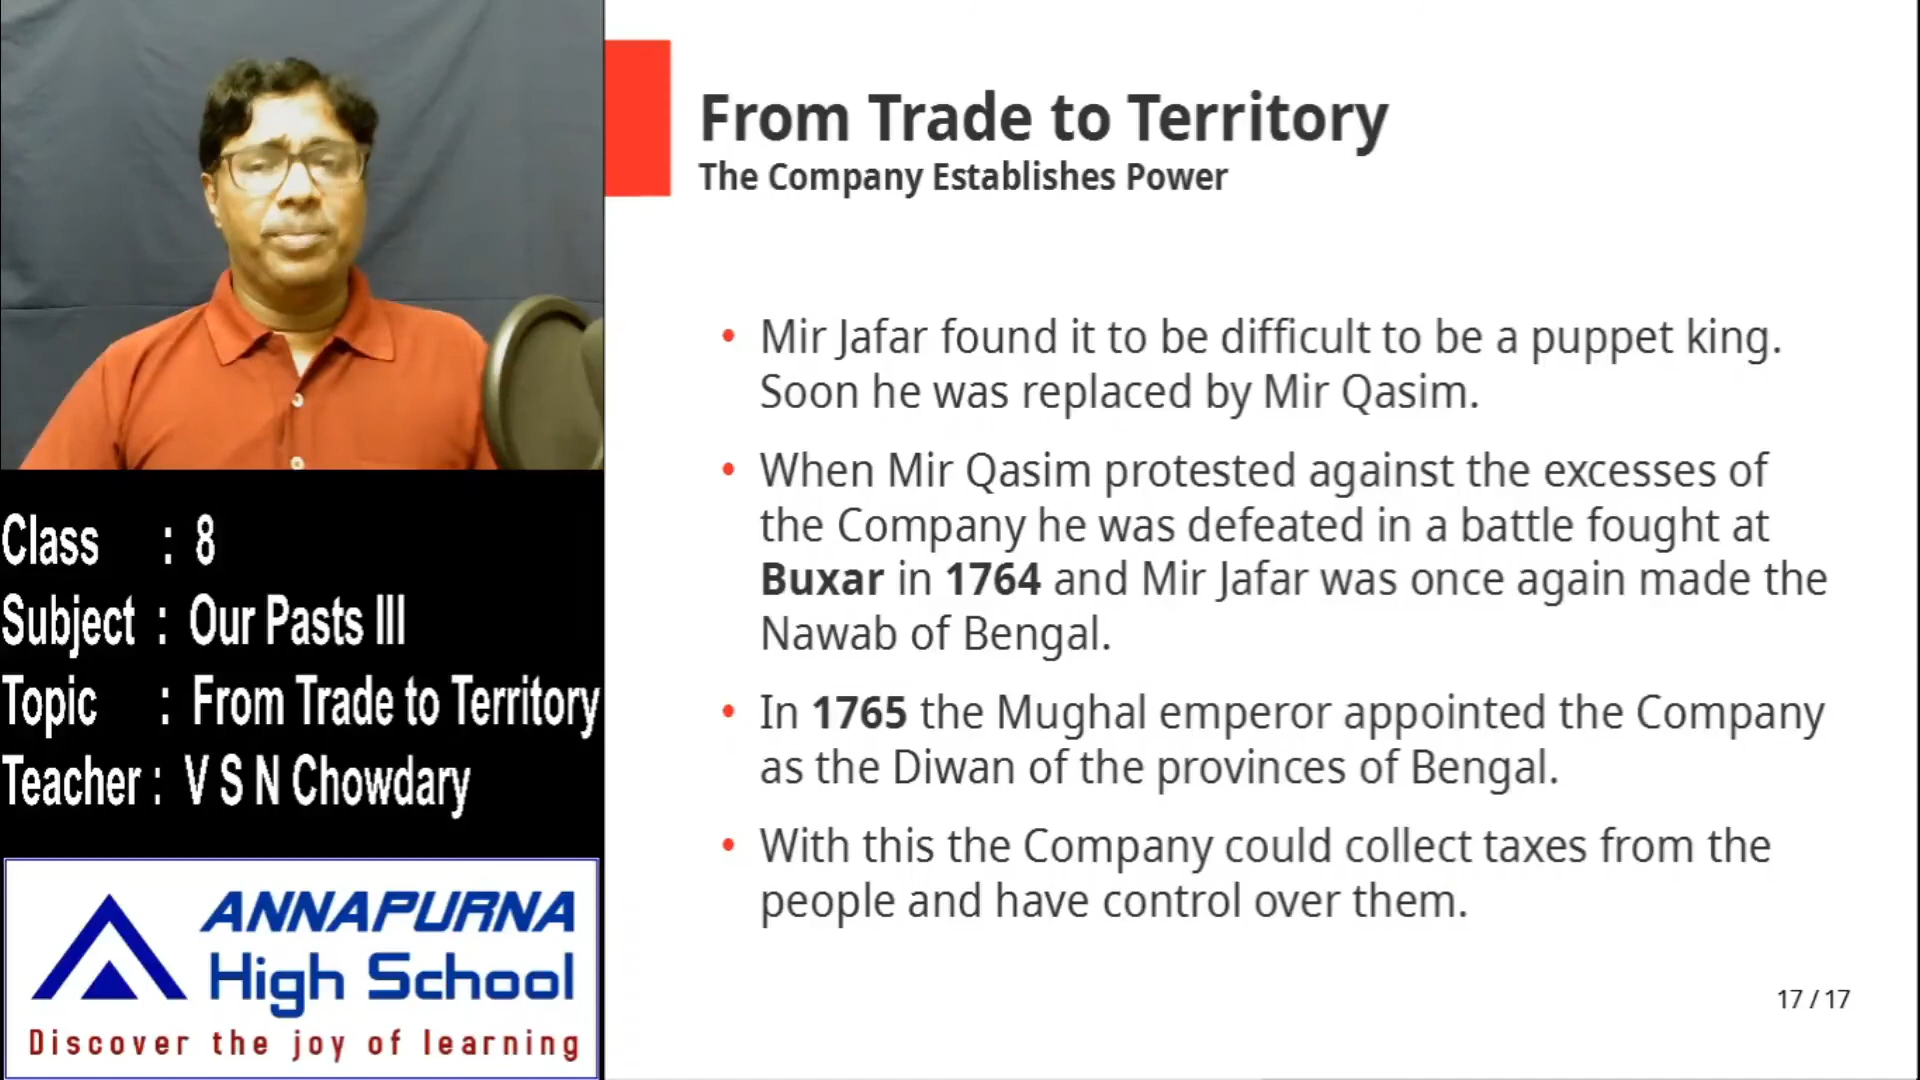 From Trade to Territory
The Company Establishes Power
• Mir Jafar found it to be difficult to be a puppet king.
Soon he was replaced by Mir Qasim.
• When Mir Qasim protested against the excesses of
the Company he was defeated in a battle fought at
Buxar in 1764 and Mir Jafar was once again made the
Nawab of Bengal.
• In 1765 the Mughal emperor appointed the Company
as the Diwan of the provinces of Bengal.
• With this the Company could collect taxes from the
people and have control over them.
17 / 17
Class : 8
Subject : Our Pasts III
Topic : From Trade to Territory
Teacher : V S N Chowdary
ANNAPURNA
High School
Discover the joy of learning